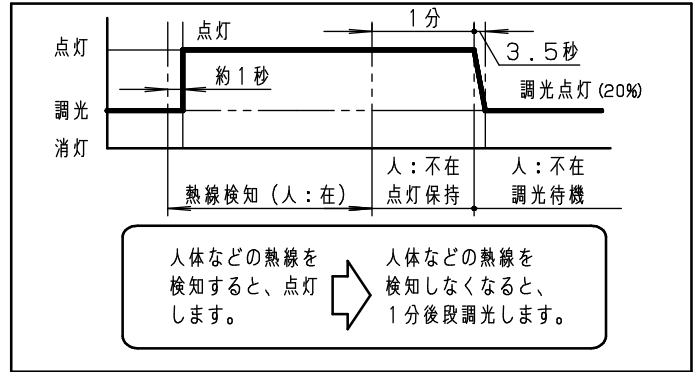 点灯
点灯
1分
3.5秒
約1秒
調光点灯(20%)
調光
消灯
人:不在
点灯保持
人:不在
調光待機
熱線検知(人:在)
人体などの熱線を
検知すると、点灯
します。
人体などの熱線を
検知しなくなると、
1分後段調光します。